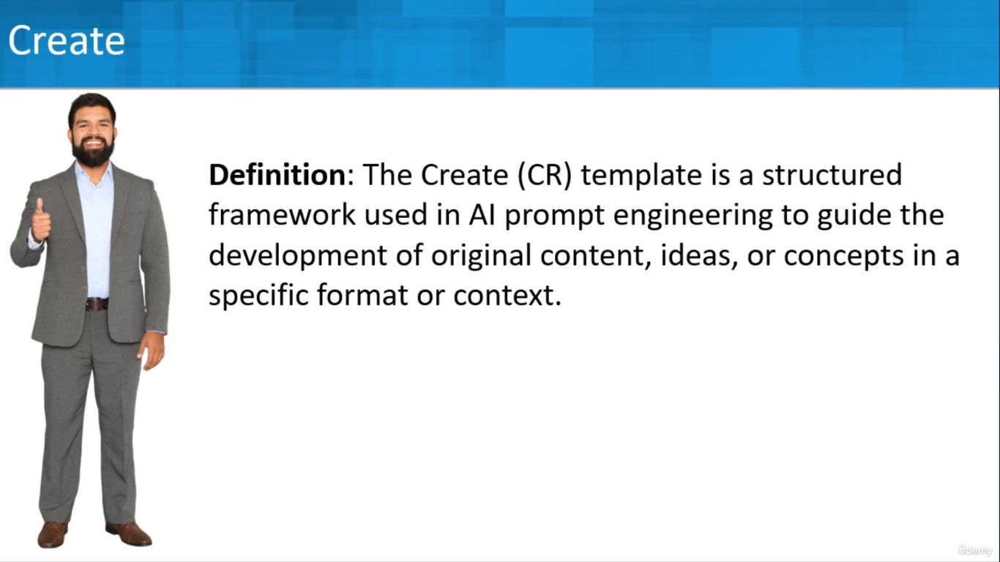 Create
Definition: The Create (CR) template is a structured
framework used in AI prompt engineering to guide the
development of original content, ideas, or concepts in a
specific format or context.
ûdemy